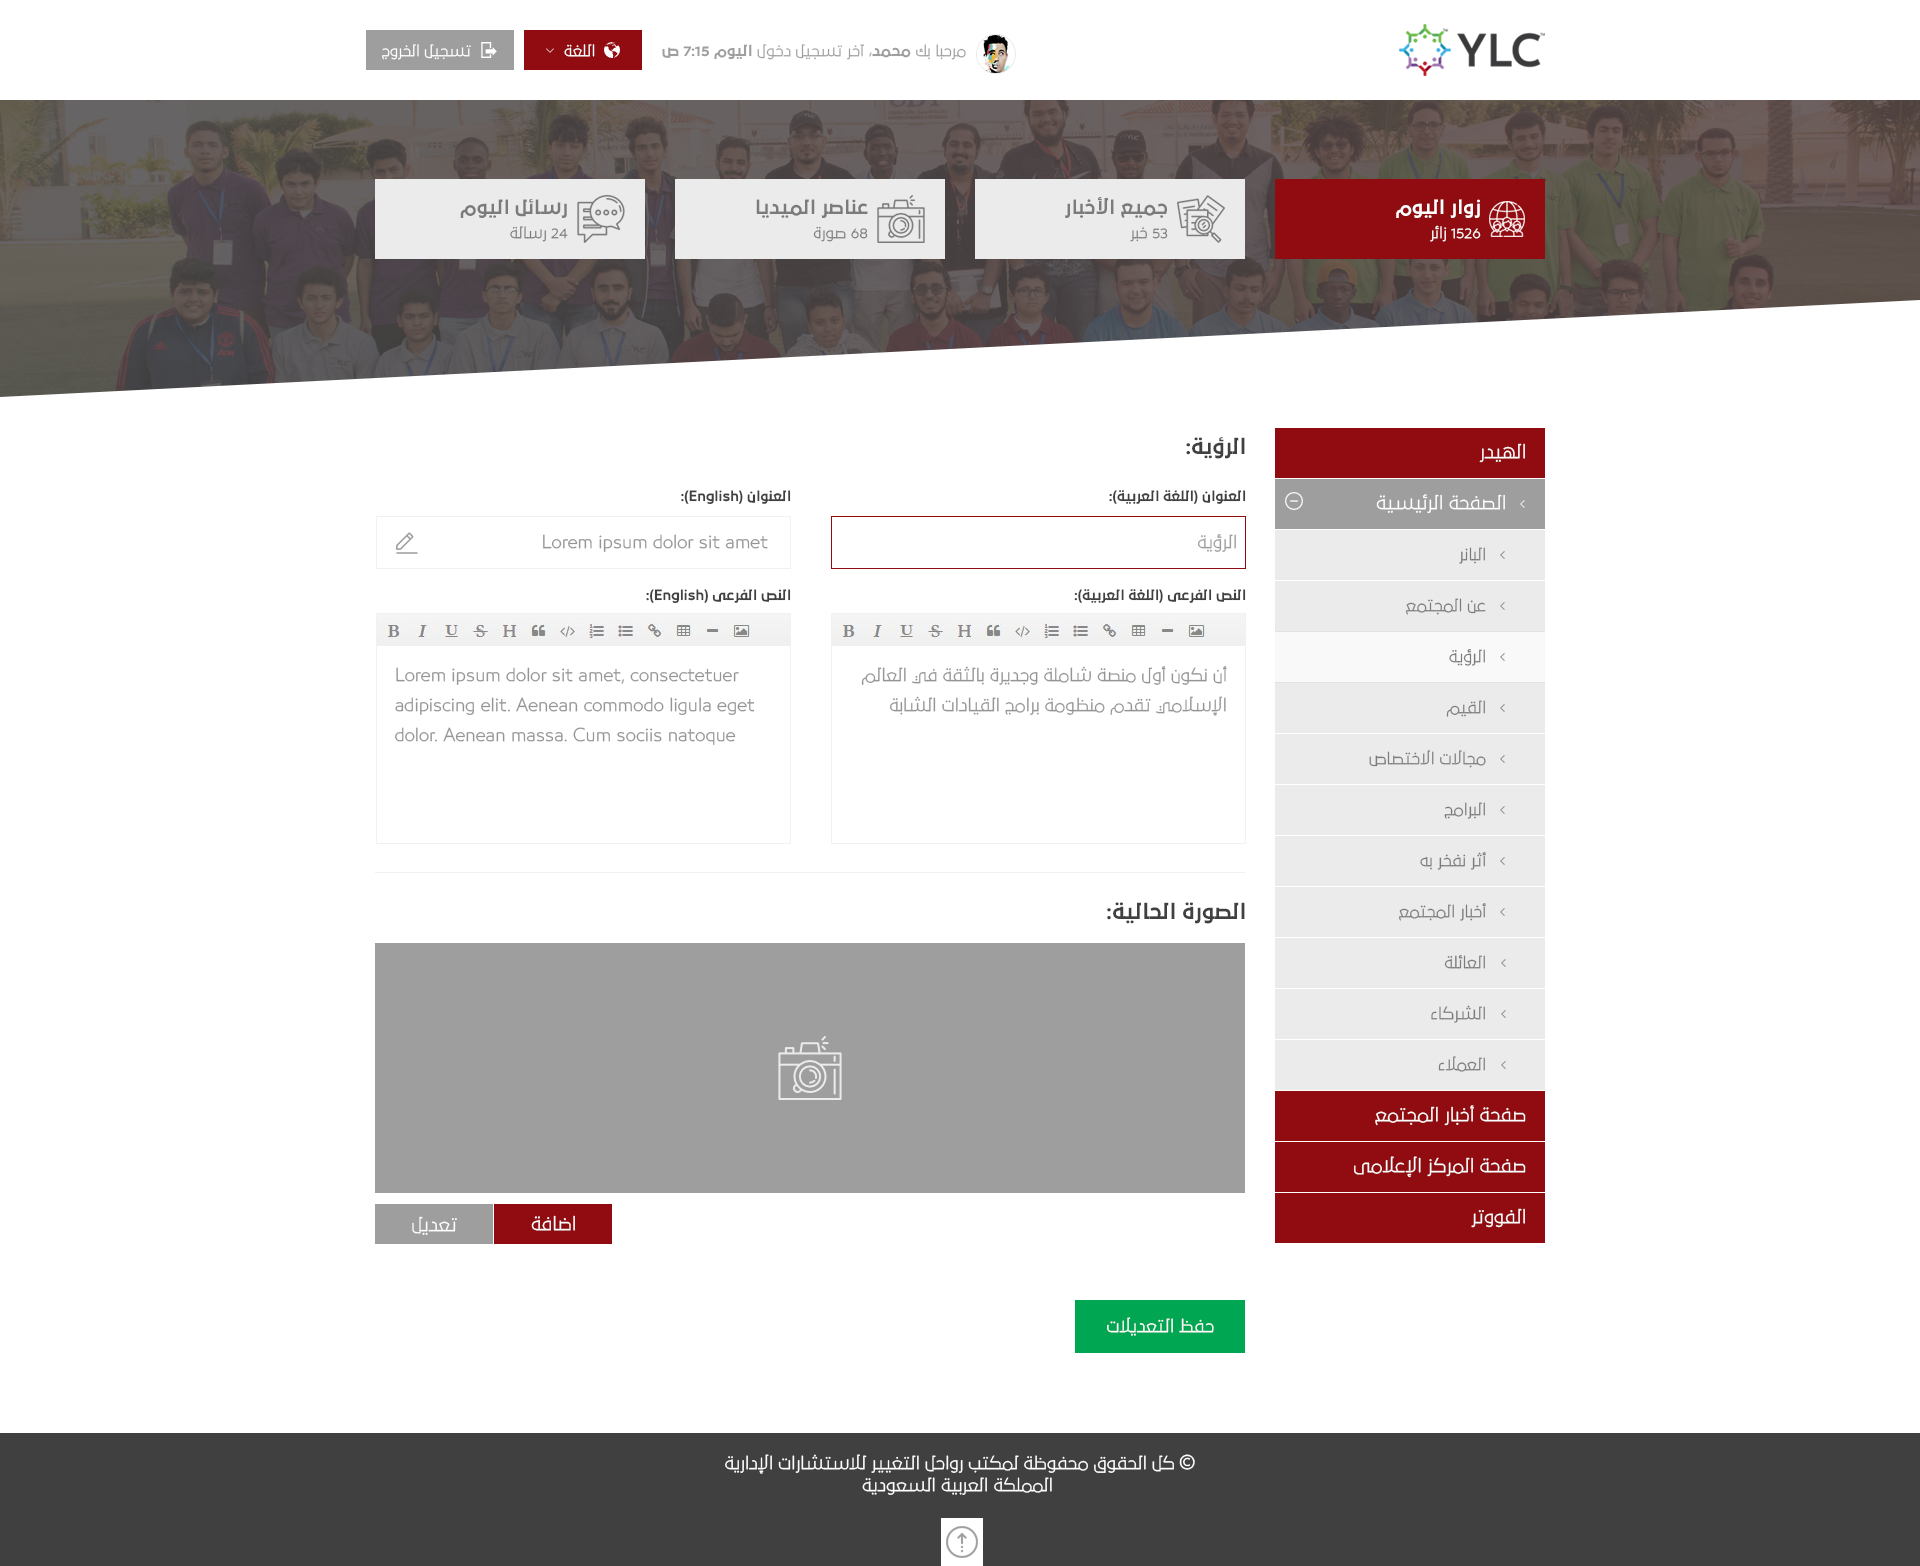 YLC™
مرحبا بك محمد، آخر تسجيل دخول اليوم 7:15 ص
اللغة
تسجيل الخروج
زوار اليوم
1526 زائر
جميع الأخبار
53 خبر
عناصر الميديا
68 صورة
رسائل اليوم
24 رسالة
الهيدر
الصفحة الرئيسية
البانر
عن المجتمع
الرؤية
القيم
مجالات الاختصاص
البرامج
أثر نفخر به
أخبار المجتمع
العائلة
الشركاء
العملاء
صفحة أخبار المجتمع
صفحة المركز الإعلامى
الفووتر
الرؤية:
العنوان (اللغة العربية):
الرؤية
العنوان (English):
Lorem ipsum dolor sit amet
النص الفرعى (اللغة العربية):
B I U S H
أن نكون أول منصة شاملة وجديرة بالثقة في العالم
الإسلامي تقدم منظومة برامج القيادات الشابة
النص الفرعى (English):
B I U S H
Lorem ipsum dolor sit amet, consectetuer
adipiscing elit. Aenean commodo ligula eget
dolor. Aenean massa. Cum sociis natoque
الصورة الحالية:
اضافة
تعديل
حفظ التعديلات
© كل الحقوق محفوظة لمكتب رواحل التغيير للاستشارات الإدارية
المملكة العربية السعودية